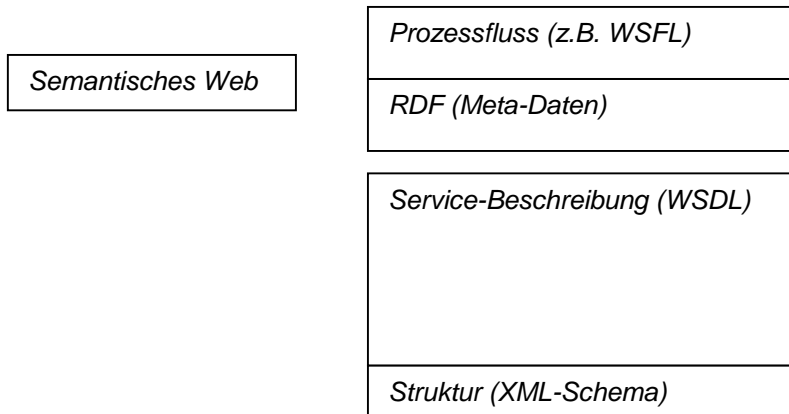 Prozessfluss (z.B. WSFL)
Semantisches Web
RDF (Meta-Daten)
Service-Beschreibung (WSDL)
Struktur (XML-Schema)